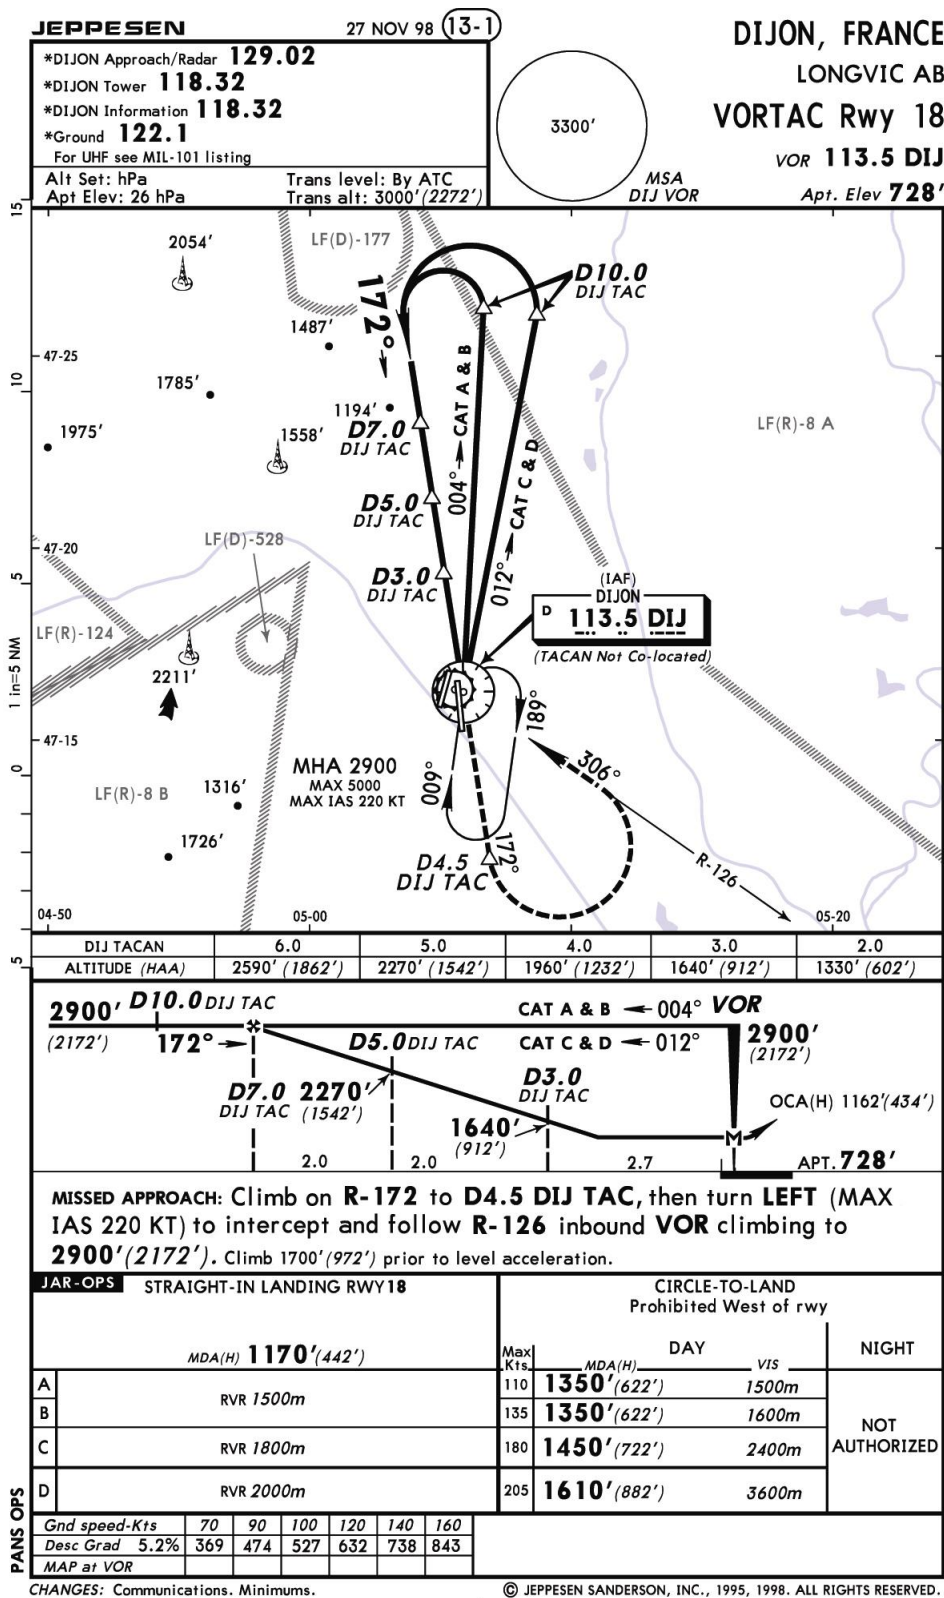 JEPPESEN 27 NOV 98 13-1
DIJON, FRANCE
LONGVIC AB
VORTAC Rwy 18
VOR 113.5 DIJ
Apt. Elev 728'
*DIJON Approach/Radar 129.02
*DIJON Tower 118.32
*DIJON Information 118.32
*Ground 122.1
For UHF see MIL-101 listing
Alt Set: hPa Trans level: By ATC
Apt Elev: 26 hPa Trans alt: 3000' (2272')
3300'
MSA
DIJ VOR
15
2054'
LF(D)-177
D10.0
DIJ TAC
172°
1487'
47-25
10
1785'
1194'
1975'
1558'
D7.0
DIJ TAC
004° CAT A & B
012° CAT C & D
LF(R)-8 A
D5.0
DIJ TAC
47-20
LF(D)-528
5
D3.0
DIJ TAC
(IAF)
DIJON
D 113.5 DIJ
(TACAN Not Co-located)
LF(R)-124
2211'
1 in=5 NM
47-15
189°
009°
306°
MHA 2900
MAX 5000
MAX IAS 220 KT
0
LF(R)-8 B
1316'
1726'
172°
D4.5
DIJ TAC
R-126
04-50 05-00 05-20
5
DIJ TACAN 6.0 5.0 4.0 3.0 2.0
ALTITUDE (HAA) 2590' (1862') 2270' (1542') 1960' (1232') 1640' (912') 1330' (602')
2900' D10.0 DIJ TAC CAT A & B 004° VOR
(2172') 172° D5.0 DIJ TAC CAT C & D 012° 2900'
(2172')
D7.0 2270' D3.0
DIJ TAC (1542') DIJ TAC
1640'
(912')
OCA(H) 1162'(434')
M
2.0 2.0 2.7 APT. 728'
MISSED APPROACH: Climb on R-172 to D4.5 DIJ TAC, then turn LEFT (MAX
IAS 220 KT) to intercept and follow R-126 inbound VOR climbing to
2900'(2172'). Climb 1700'(972') prior to level acceleration.
JAR-OPS STRAIGHT-IN LANDING RWY 18 CIRCLE-TO-LAND
Prohibited West of rwy
MDA(H) 1170'(442')
DAY NIGHT
Max
Kts. MDA(H) VIS
A RVR 1500m 110 1350'(622') 1500m
B 135 1350'(622') 1600m
C RVR 1800m 180 1450'(722') 2400m
D RVR 2000m 205 1610'(882') 3600m
NOT
AUTHORIZED
PANS OPS
Gnd speed-Kts 70 90 100 120 140 160
Desc Grad 5.2% 369 474 527 632 738 843
MAP at VOR
CHANGES: Communications. Minimums. © JEPPESEN SANDERSON, INC., 1995, 1998. ALL RIGHTS RESERVED.